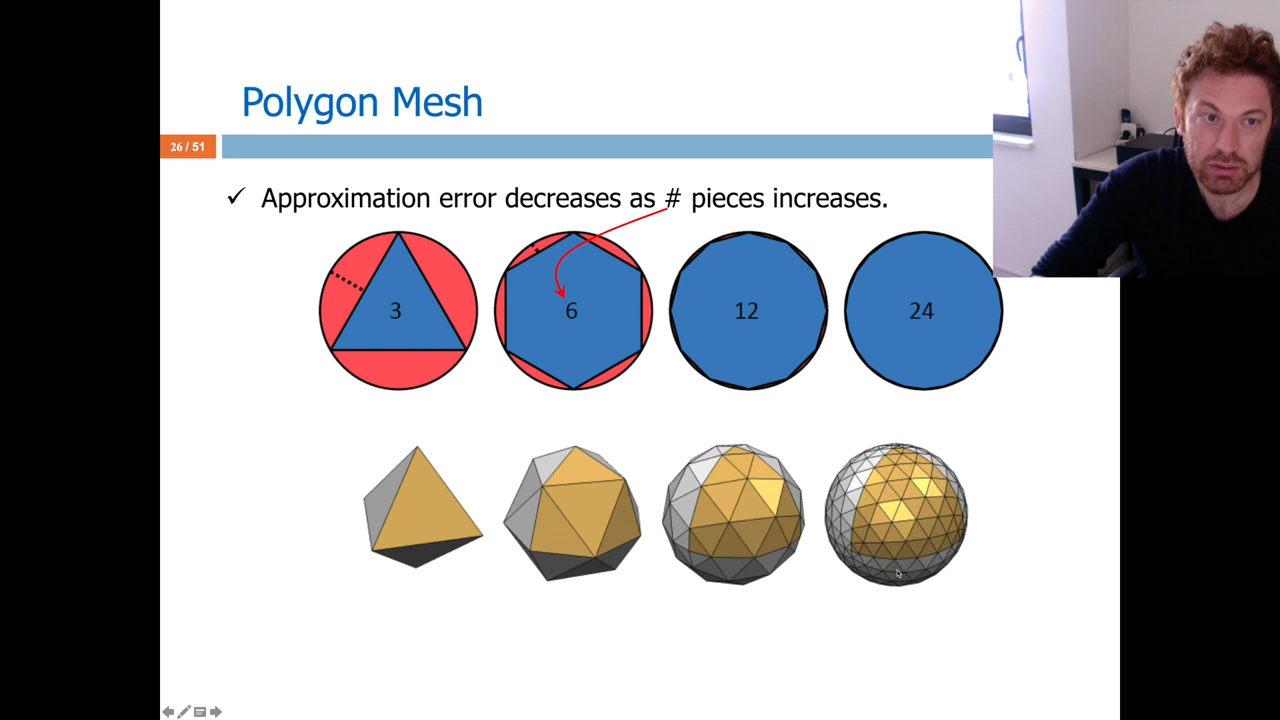 Polygon Mesh
26 / 51
✓ Approximation error decreases as # pieces increases.
3
6
12
24